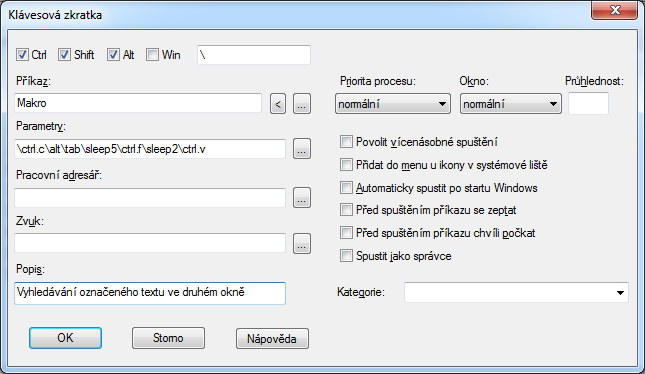 Klávesová zkratka
Ctrl Shift Alt Win \
Příkaz: Priorita procesu: Okno: Průhlednost:
Makro < ... normální normální
Parametry:
\ctrl.c\alt\tab\sleep5\ctrl.f\sleep2\ctrl.v ...
Povolit vícenásobné spuštění
Přidat do menu u ikony v systémové liště
Pracovní adresář:
Automaticky spustit po startu Windows
...
Před spuštěním příkazu se zeptat
Zvuk:
Před spuštěním příkazu chvíli počkat
...
Spustit jako správce
Popis:
Vyhledávání označeného textu ve druhém okně Kategorie:
OK Storno Nápověda